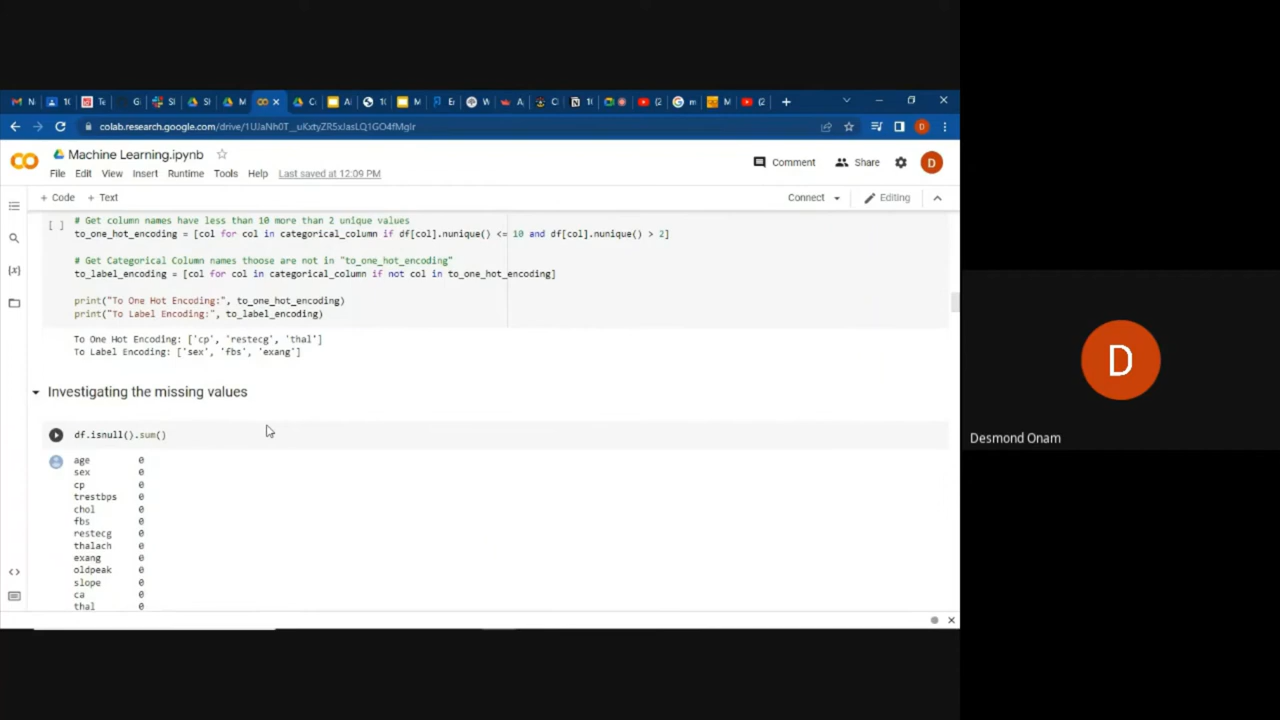 colab.research.google.com/drive/1UJaNh0T__uKxtyZR5xJasLQ1GO4fMgIr
Machine Learning.ipynb
Comment
Share
D
File Edit View Insert Runtime Tools Help Last saved at 12:09 PM
+ Code + Text
Connect
Editing
# Get column names have less than 10 more than 2 unique values
[ ] to_one_hot_encoding = [col for col in categorical_column if df[col].nunique() <= 10 and df[col].nunique() > 2]
# Get Categorical Column names thoose are not in "to_one_hot_encoding"
to_label_encoding = [col for col in categorical_column if not col in to_one_hot_encoding]
print("To One Hot Encoding:", to_one_hot_encoding)
print("To Label Encoding:", to_label_encoding)
To One Hot Encoding: ['cp', 'restecg', 'thal']
To Label Encoding: ['sex', 'fbs', 'exang']
Investigating the missing values
df.isnull().sum()
age 0
sex 0
cp 0
trestbps 0
chol 0
fbs 0
restecg 0
thalach 0
exang 0
oldpeak 0
slope 0
ca 0
thal 0
D
Desmond Onam